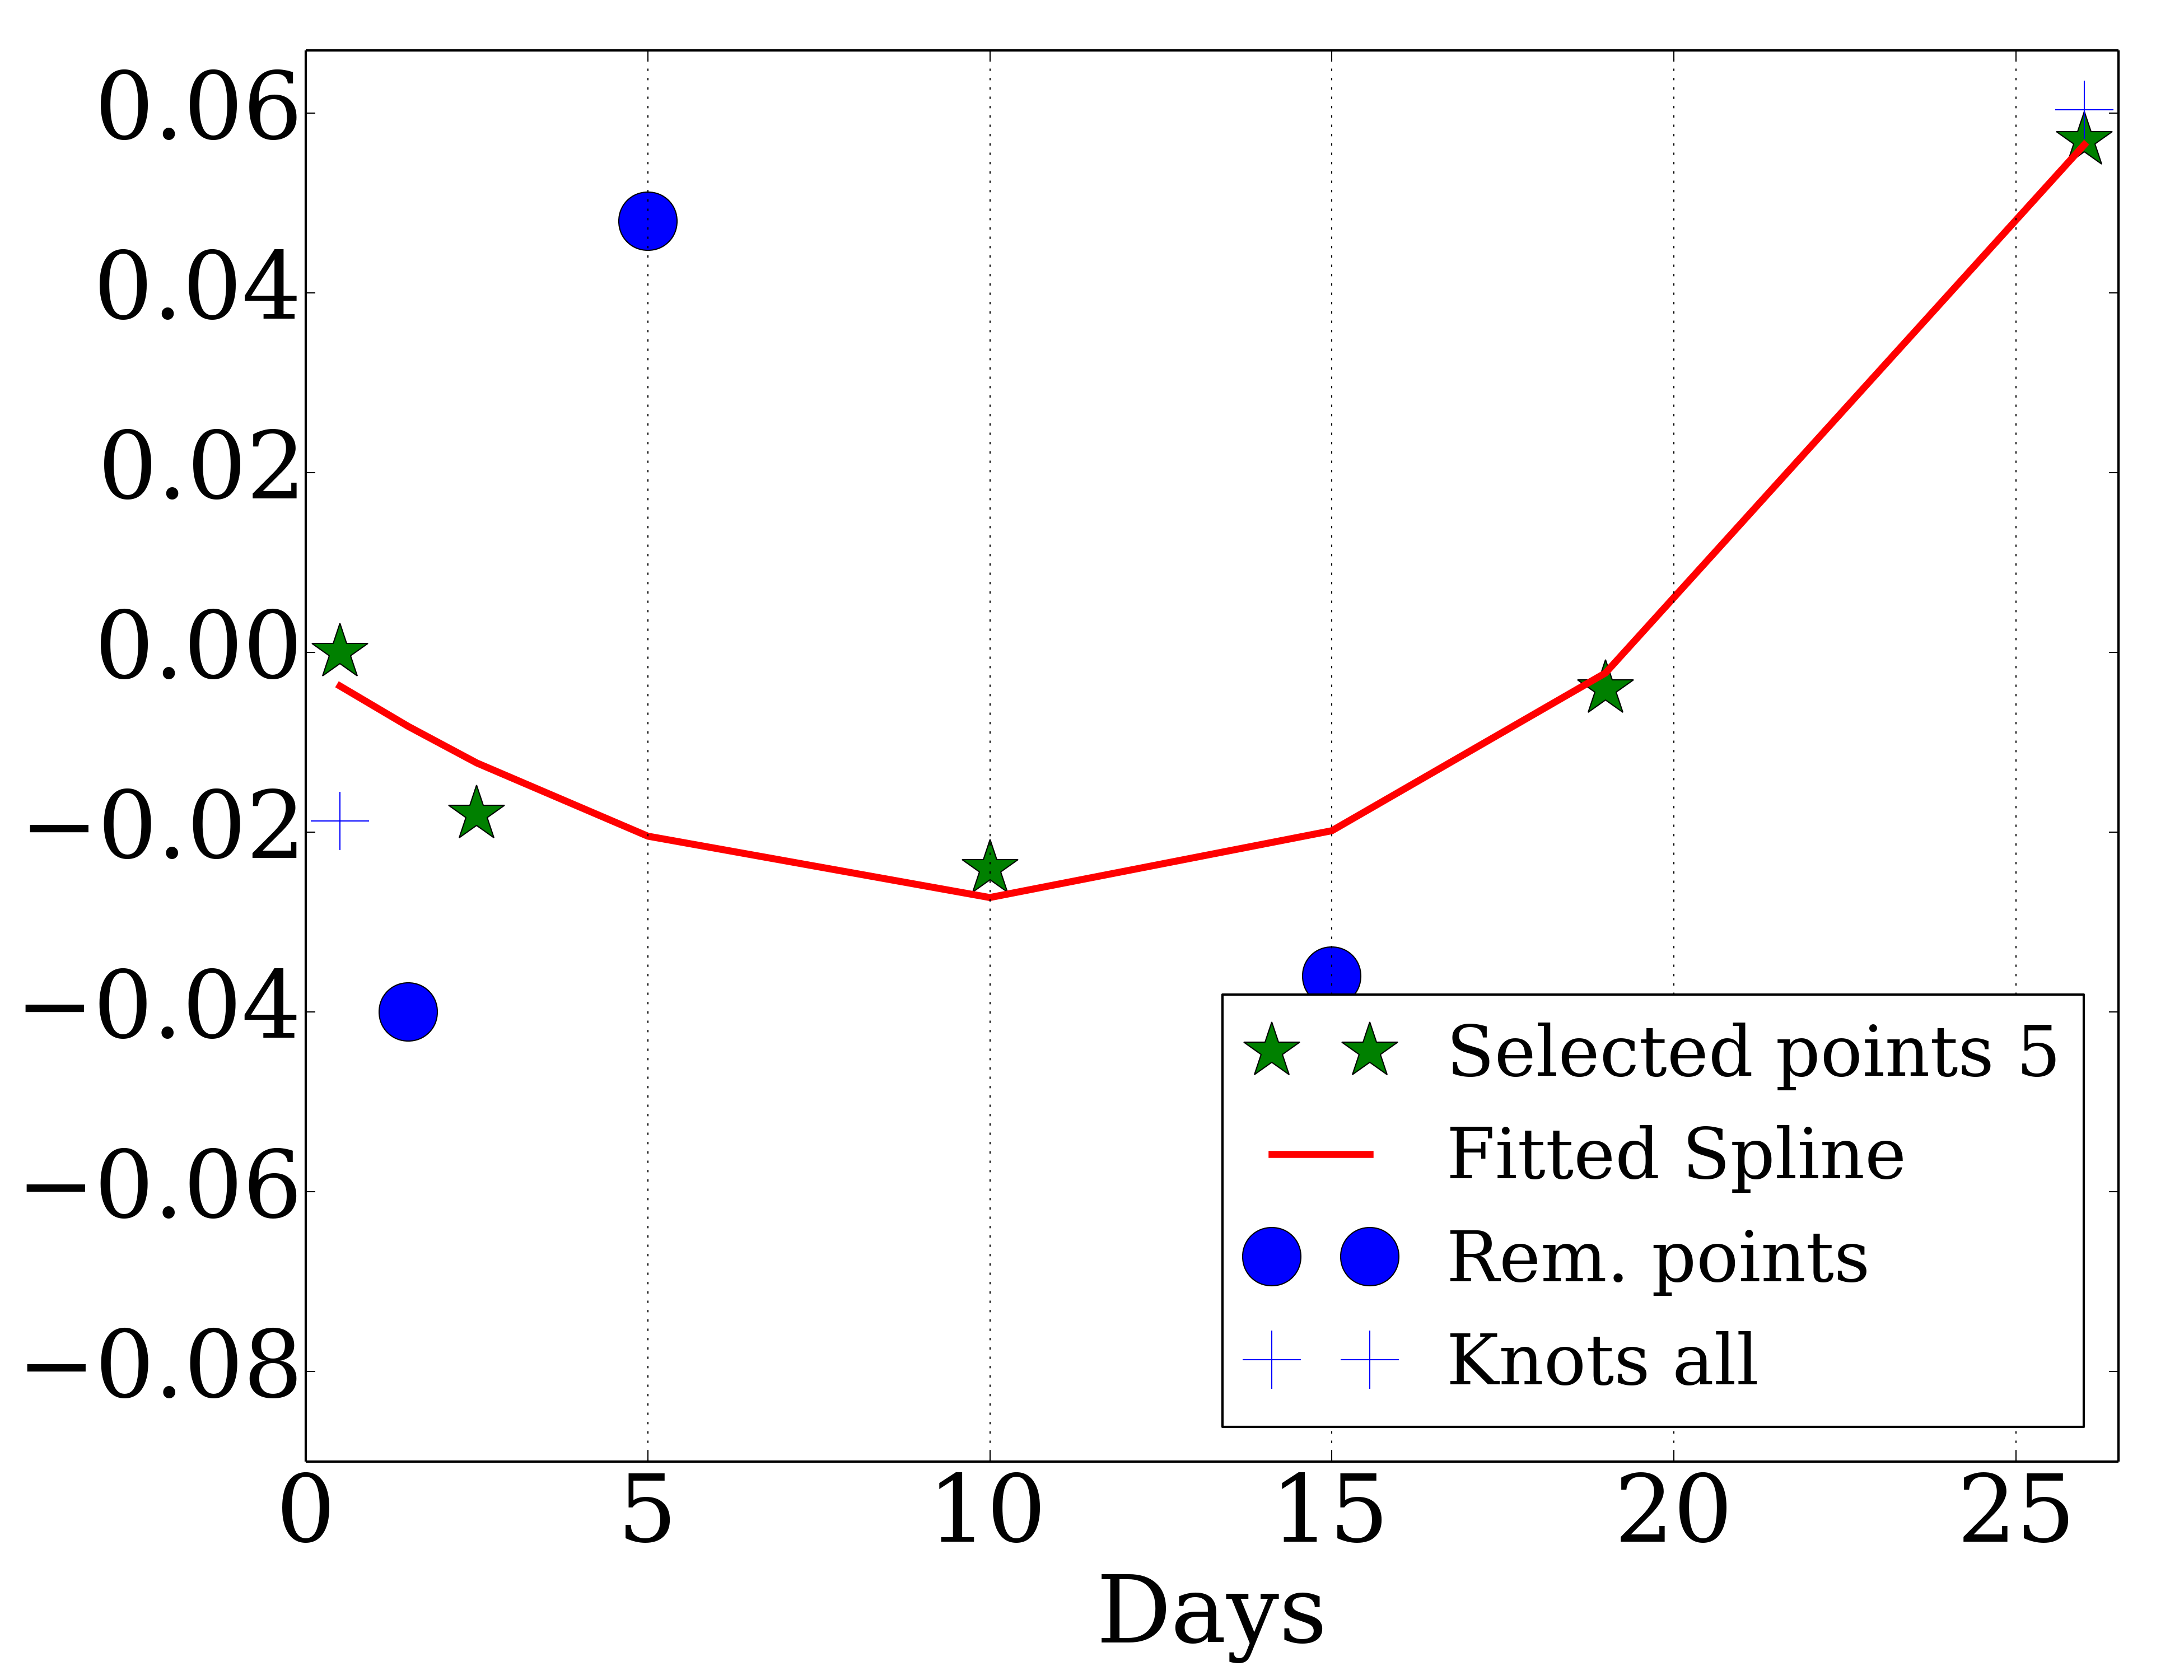 0.06
0.04
0.02
0.00
−0.02
−0.04
−0.06
−0.08
0 5 10 15 20 25
Days
Selected points 5
Fitted Spline
Rem. points
Knots all